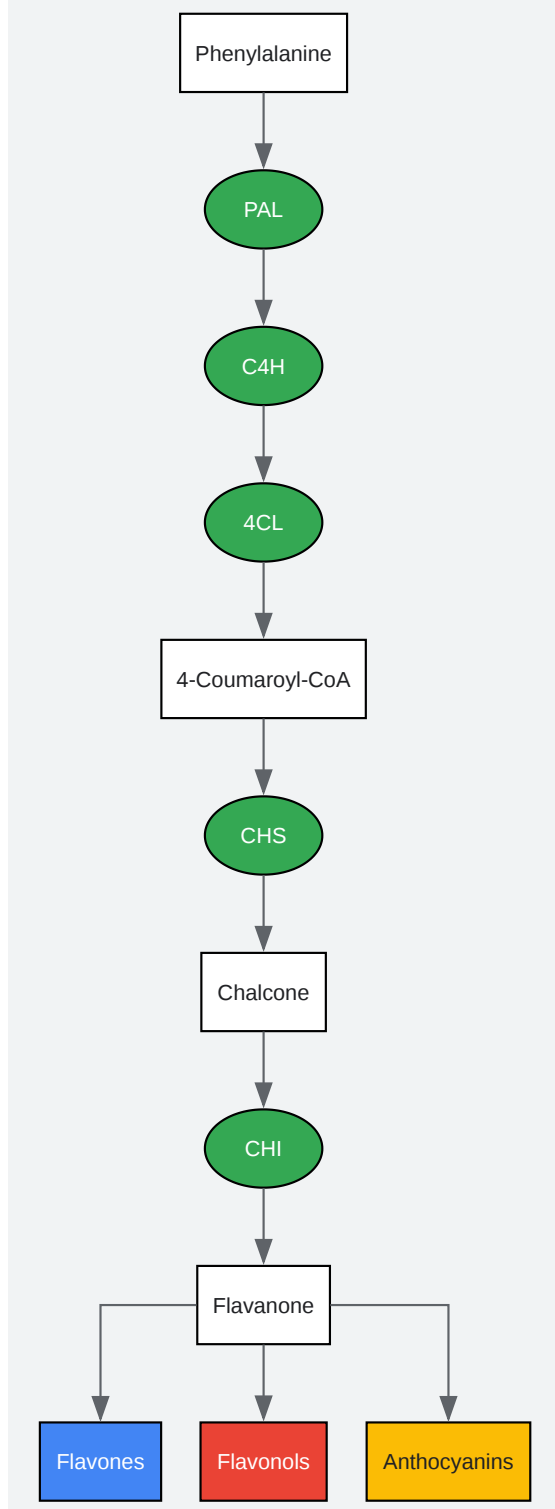 Phenylalanine
PAL
C4H
4CL
4-Coumaroyl-CoA
CHS
Chalcone
CHI
Flavanone
Flavones
Flavonols
Anthocyanins